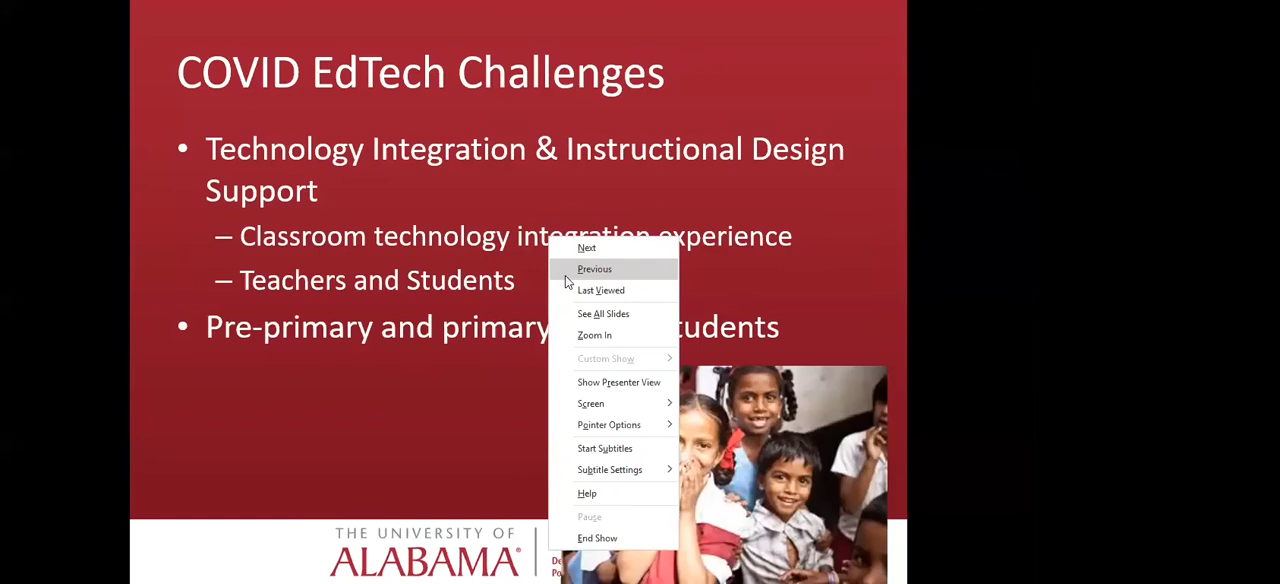 COVID EdTech Challenges
• Technology Integration & Instructional Design
Support
– Classroom technology integration experience
– Teachers and Students
• Pre-primary and primary students
Next
Previous
Last Viewed
See All Slides
Zoom In
Custom Show
Show Presenter View
Screen
Pointer Options
Start Subtitles
Subtitle Settings
Help
Pause
End Show
THE UNIVERSITY OF
ALABAMA®